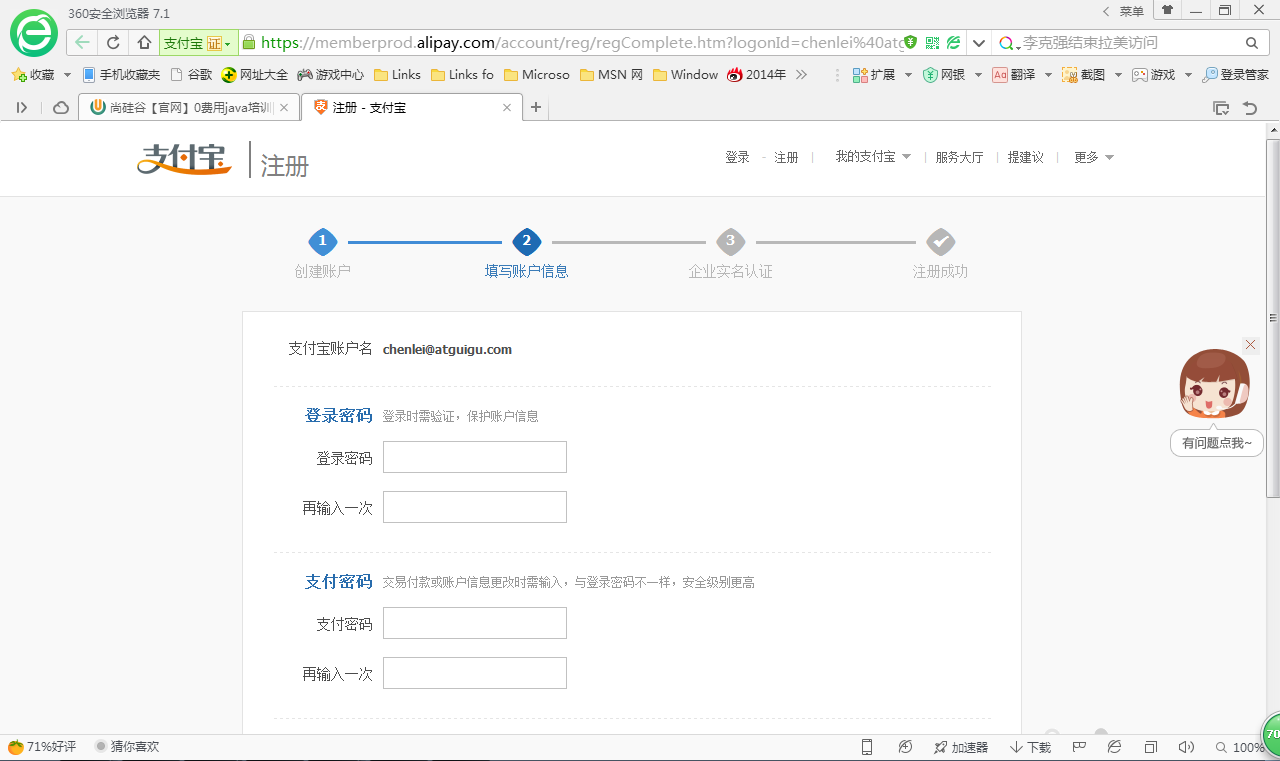 360安全浏览器 7.1
菜单
支付宝 证
https://memberprod.alipay.com/account/reg/regComplete.htm?logonId=chenlei%40atg
李克强结束拉美访问
收藏 手机收藏夹 谷歌 网址大全 游戏中心 Links Links fo Microso MSN 网 Window 2014年 扩展 网银 翻译 截图 游戏 登录管家
尚硅谷【官网】0费用java培训
注册 - 支付宝
支付宝 注册
登录 - 注册 我的支付宝 服务大厅 提建议 更多
1 2 3
创建账户 填写账户信息 企业实名认证 注册成功
支付宝账户名 chenlei@atguigu.com
登录密码 登录时需验证，保护账户信息
登录密码
有问题点我~
再输入一次
支付密码 交易付款或账户信息更改时需输入，与登录密码不一样，安全级别更高
支付密码
再输入一次
71%好评 猜你喜欢 加速器 下载 100%
70